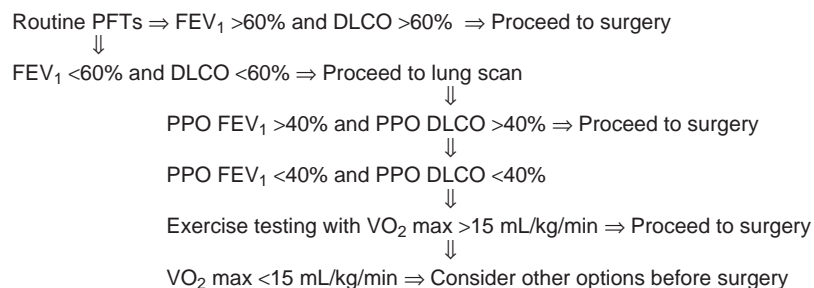 Routine PFTs ⇒ FEV₁ >60% and DLCO >60% ⇒ Proceed to surgery
⇓
FEV₁ <60% and DLCO <60% ⇒ Proceed to lung scan
⇓
PPO FEV₁ >40% and PPO DLCO >40% ⇒ Proceed to surgery
⇓
PPO FEV₁ <40% and PPO DLCO <40%
⇓
Exercise testing with VO₂ max >15 mL/kg/min ⇒ Proceed to surgery
⇓
VO₂ max <15 mL/kg/min ⇒ Consider other options before surgery